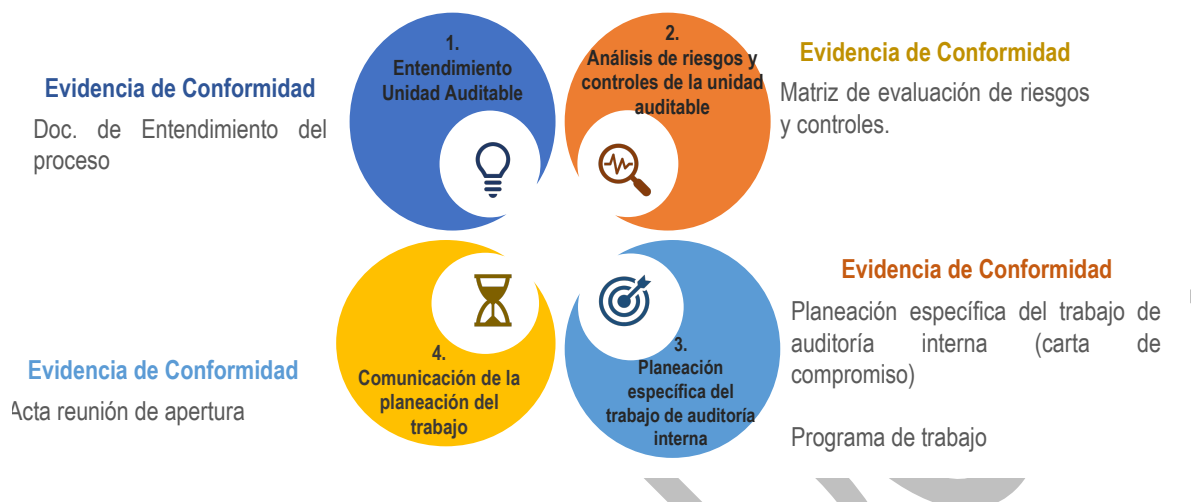 1.
Entendimiento
Unidad Auditable
Evidencia de Conformidad
Doc. de Entendimiento del
proceso
2.
Análisis de riesgos y
controles de la unidad
auditable
Evidencia de Conformidad
Matriz de evaluación de riesgos
y controles.
3.
Planeación
específica del
trabajo de auditoría
interna
Evidencia de Conformidad
Planeación específica del trabajo de
auditoría interna (carta de
compromiso)
Programa de trabajo
4.
Comunicación de la
planeación del
trabajo
Evidencia de Conformidad
Acta reunión de apertura